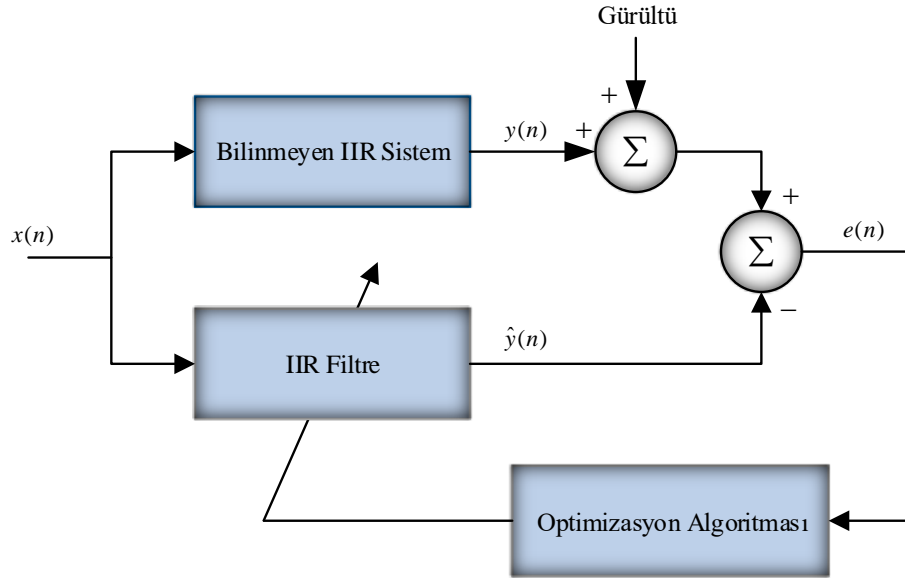 Gürültü
+
Bilinmeyen IIR Sistem
y(n)
+
Σ
+
x(n)
Σ
e(n)
−
IIR Filtre
ŷ(n)
Optimizasyon Algoritması